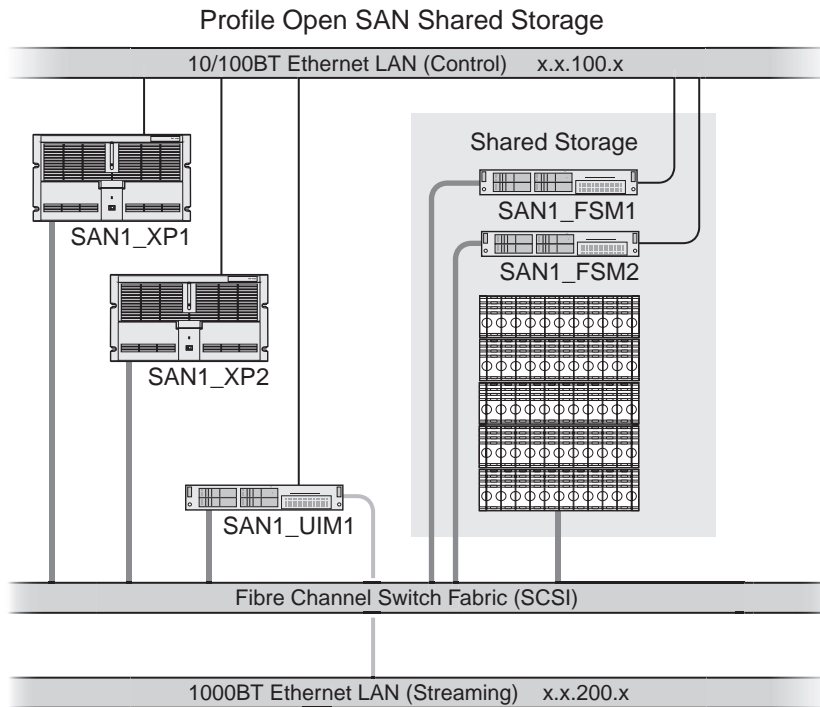 Profile Open SAN Shared Storage
10/100BT Ethernet LAN (Control) x.x.100.x
Shared Storage
SAN1_FSM1
SAN1_XP1
SAN1_FSM2
SAN1_XP2
SAN1_UIM1
Fibre Channel Switch Fabric (SCSI)
1000BT Ethernet LAN (Streaming) x.x.200.x